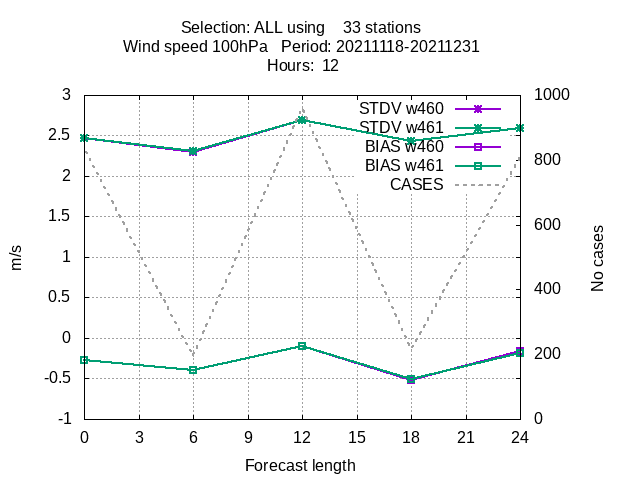 Selection: ALL using    33 stations
Wind speed 100hPa   Period: 20211118-20211231
Hours:  12
STDV w460
STDV w461
BIAS w460
BIAS w461
CASES
3
2.5
2
1.5
1
0.5
0
-0.5
-1
1000
800
600
400
200
0
m/s
No cases
0 3 6 9 12 15 18 21 24
Forecast length